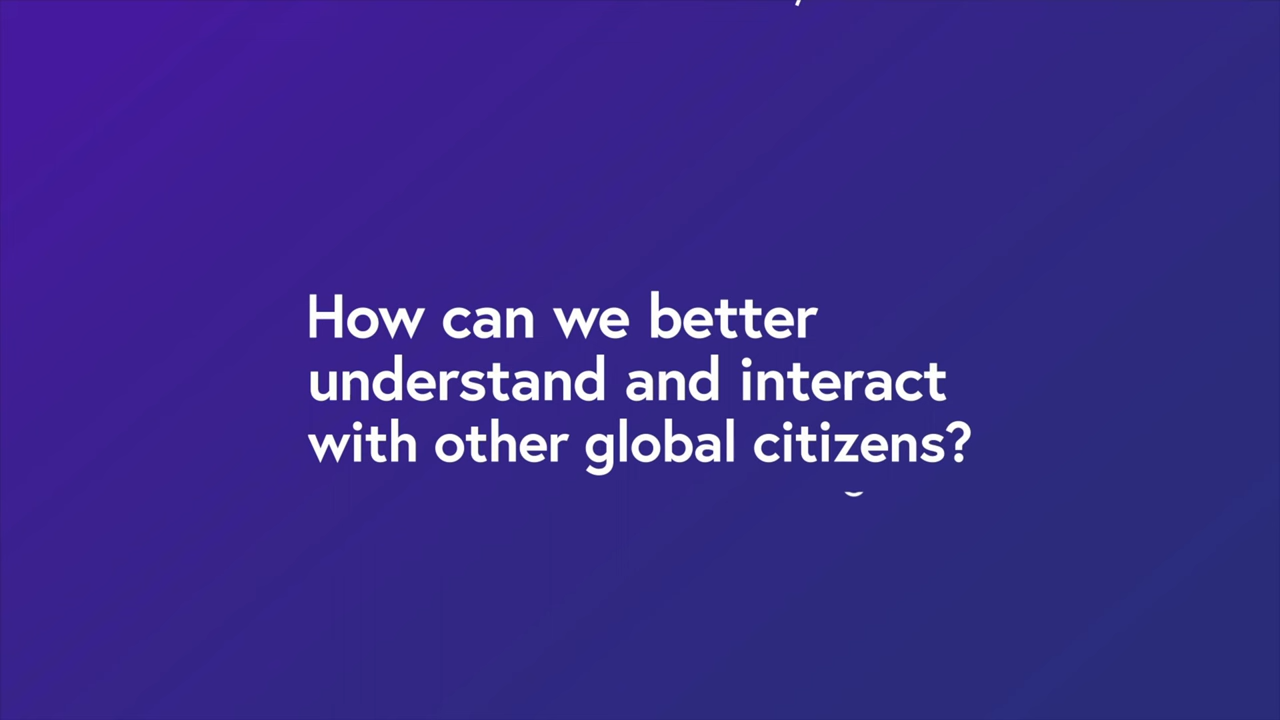 How can we better
understand and interact
with other global citizens?